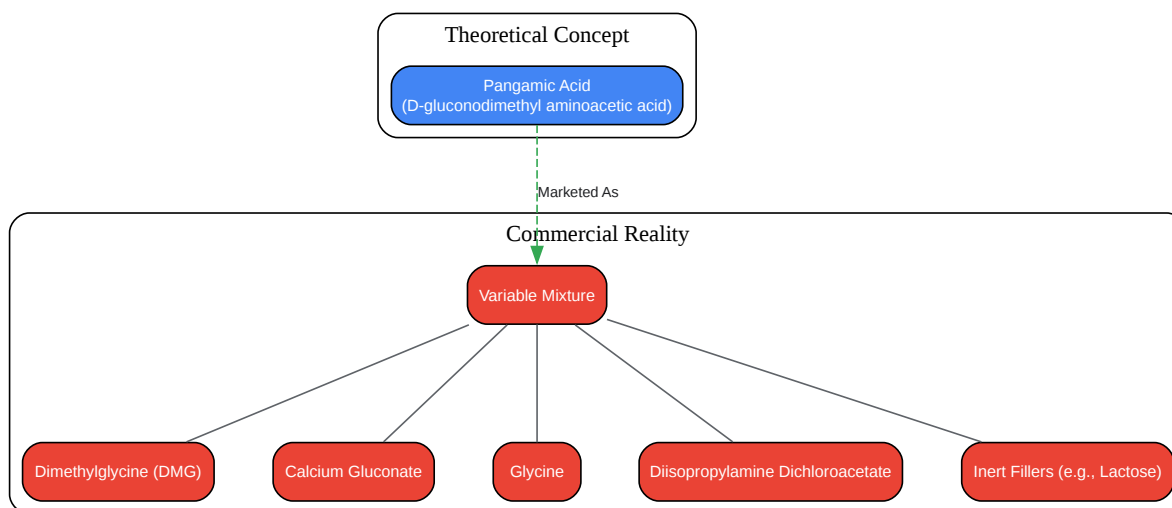 Theoretical Concept
Pangamic Acid
(D-gluconodimethyl aminoacetic acid)
Marketed As
Commercial Reality
Variable Mixture
Dimethylglycine (DMG)
Calcium Gluconate
Glycine
Diisopropylamine Dichloroacetate
Inert Fillers (e.g., Lactose)